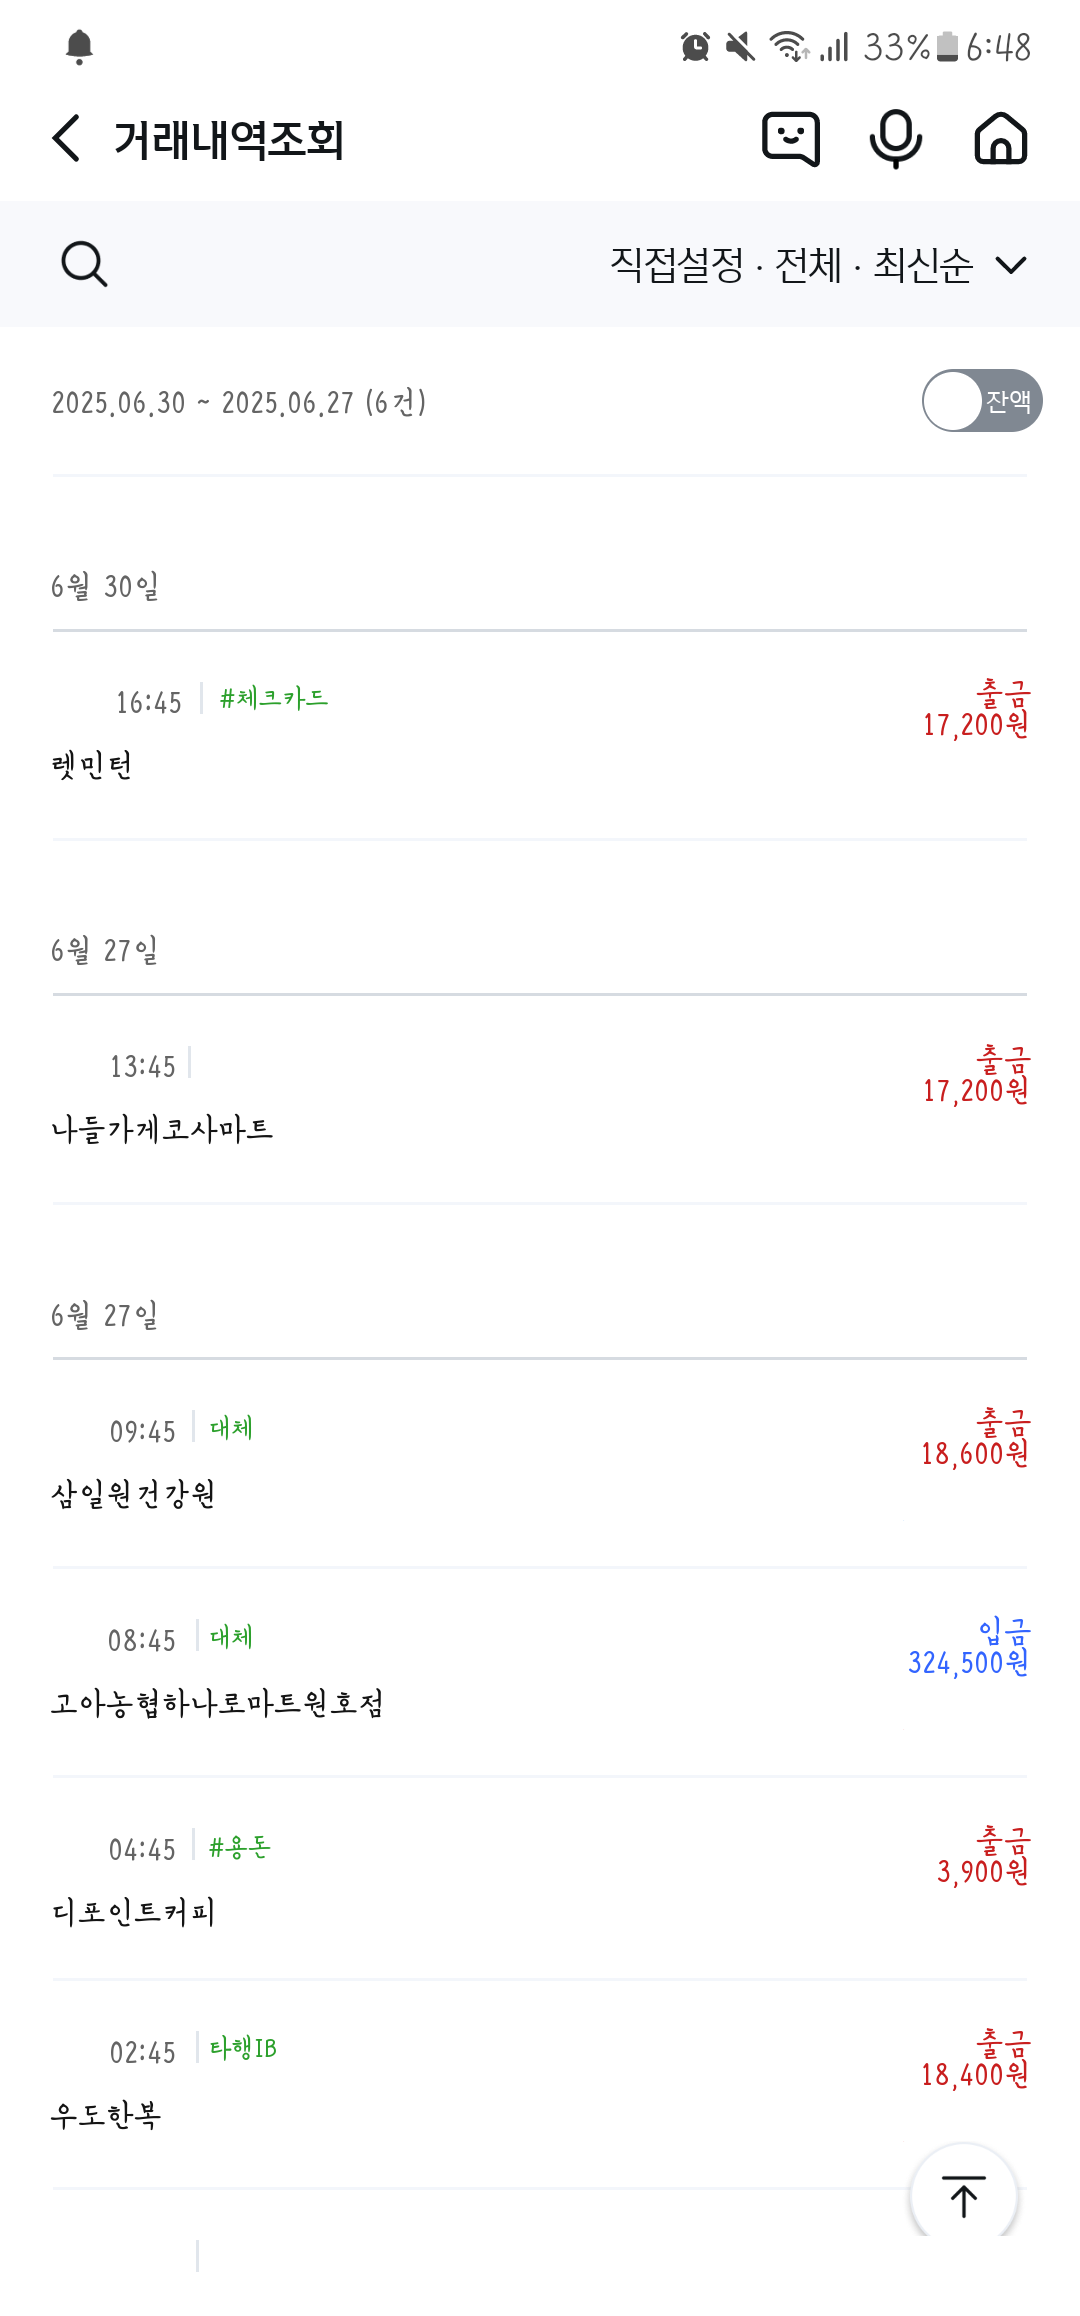 33% 6:48
거래내역조회
직접설정 · 전체 · 최신순
2025.06.30 ~ 2025.06.27 (6건)
잔액
6월 30일
16:45 #체크카드
출금
17,200원
렛민턴
6월 27일
13:45
출금
17,200원
나들가게코사마트
6월 27일
09:45 대체
출금
18,600원
삼일원건강원
08:45 대체
입금
324,500원
고아농협하나로마트원호점
04:45 #용돈
출금
3,900원
디포인트커피
02:45 타행IB
출금
18,400원
우도한복